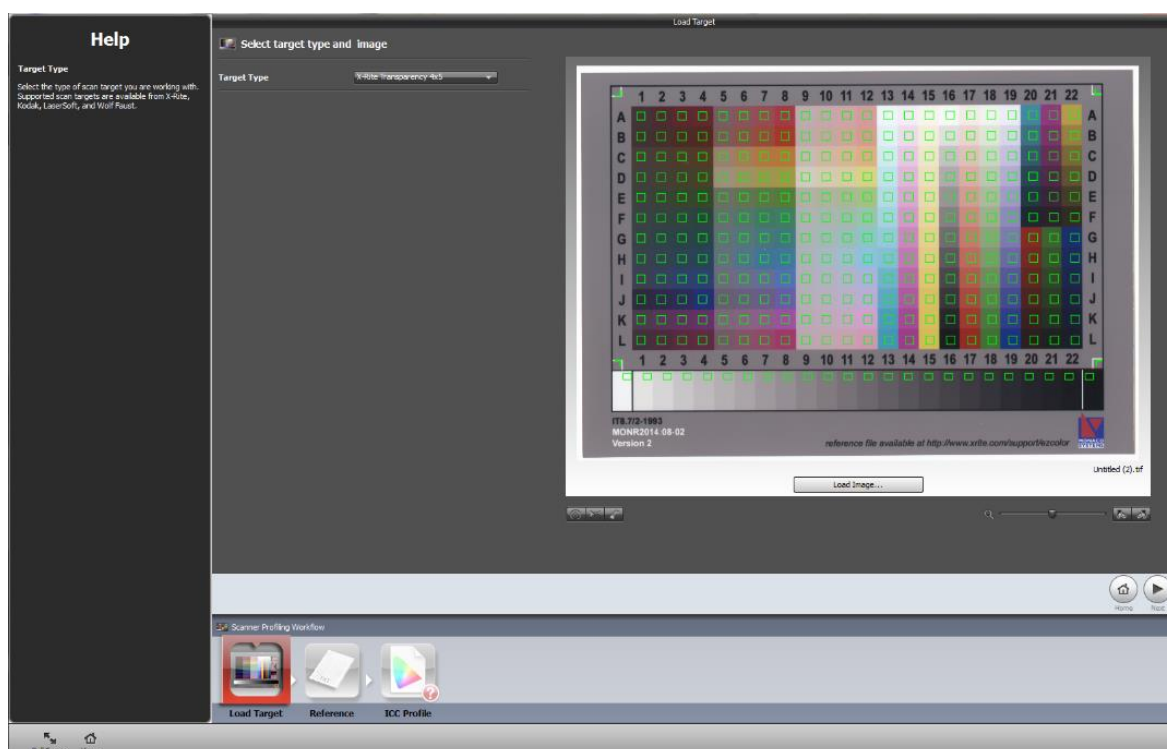 Load Target
Help
Target Type
Select the type of scan target you are working with.
Supported scan targets are available from X-Rite,
Kodak, LaserSoft, and Wolf Faust.
Select target type and image
Target Type
X-Rite Transparency 4x5
1 2 3 4 5 6 7 8 9 10 11 12 13 14 15 16 17 18 19 20 21 22
A A
B B
C C
D D
E E
F F
G G
H H
I I
J J
K K
L L
1 2 3 4 5 6 7 8 9 10 11 12 13 14 15 16 17 18 19 20 21 22
IT8.7/2-1993
MONR2014:08-02
Version 2
reference file available at http://www.xrite.com/support/ezcolor
MONACO
SYSTEMS
Untitled (2).tif
Load Image...
Home Next
Scanner Profiling Workflow
Load Target Reference ICC Profile